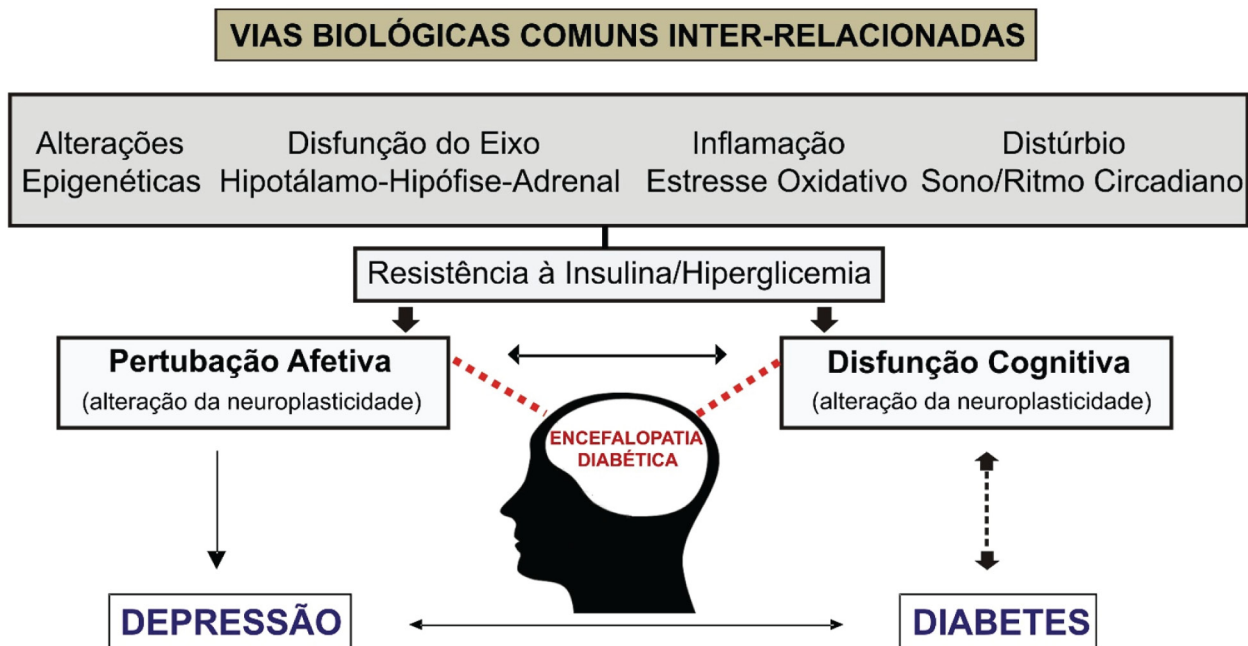 VIAS BIOLÓGICAS COMUNS INTER-RELACIONADAS
Alterações
Epigenéticas
Disfunção do Eixo
Hipotálamo-Hipófise-Adrenal
Inflamação
Estresse Oxidativo
Distúrbio
Sono/Ritmo Circadiano
Resistência à Insulina/Hiperglicemia
Pertubação Afetiva
(alteração da neuroplasticidade)
Disfunção Cognitiva
(alteração da neuroplasticidade)
ENCEFALOPATIA
DIABÉTICA
DEPRESSÃO
DIABETES